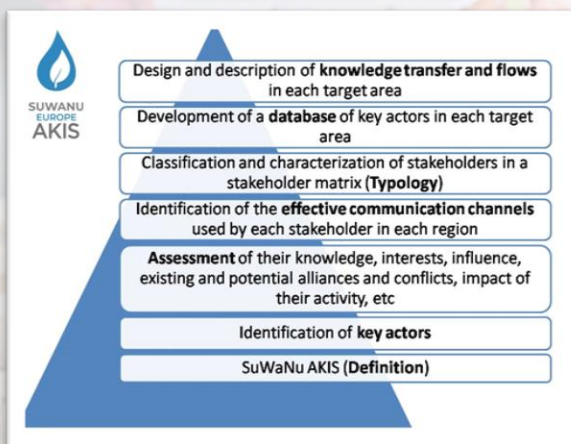 SUWANU
EUROPE
AKIS
Design and description of knowledge transfer and flows
in each target area
Development of a database of key actors in each target
area
Classification and characterization of stakeholders in a
stakeholder matrix (Typology)
Identification of the effective communication channels
used by each stakeholder in each region
Assessment of their knowledge, interests, influence,
existing and potential alliances and conflicts, impact of
their activity, etc
Identification of key actors
SuWaNu AKIS (Definition)